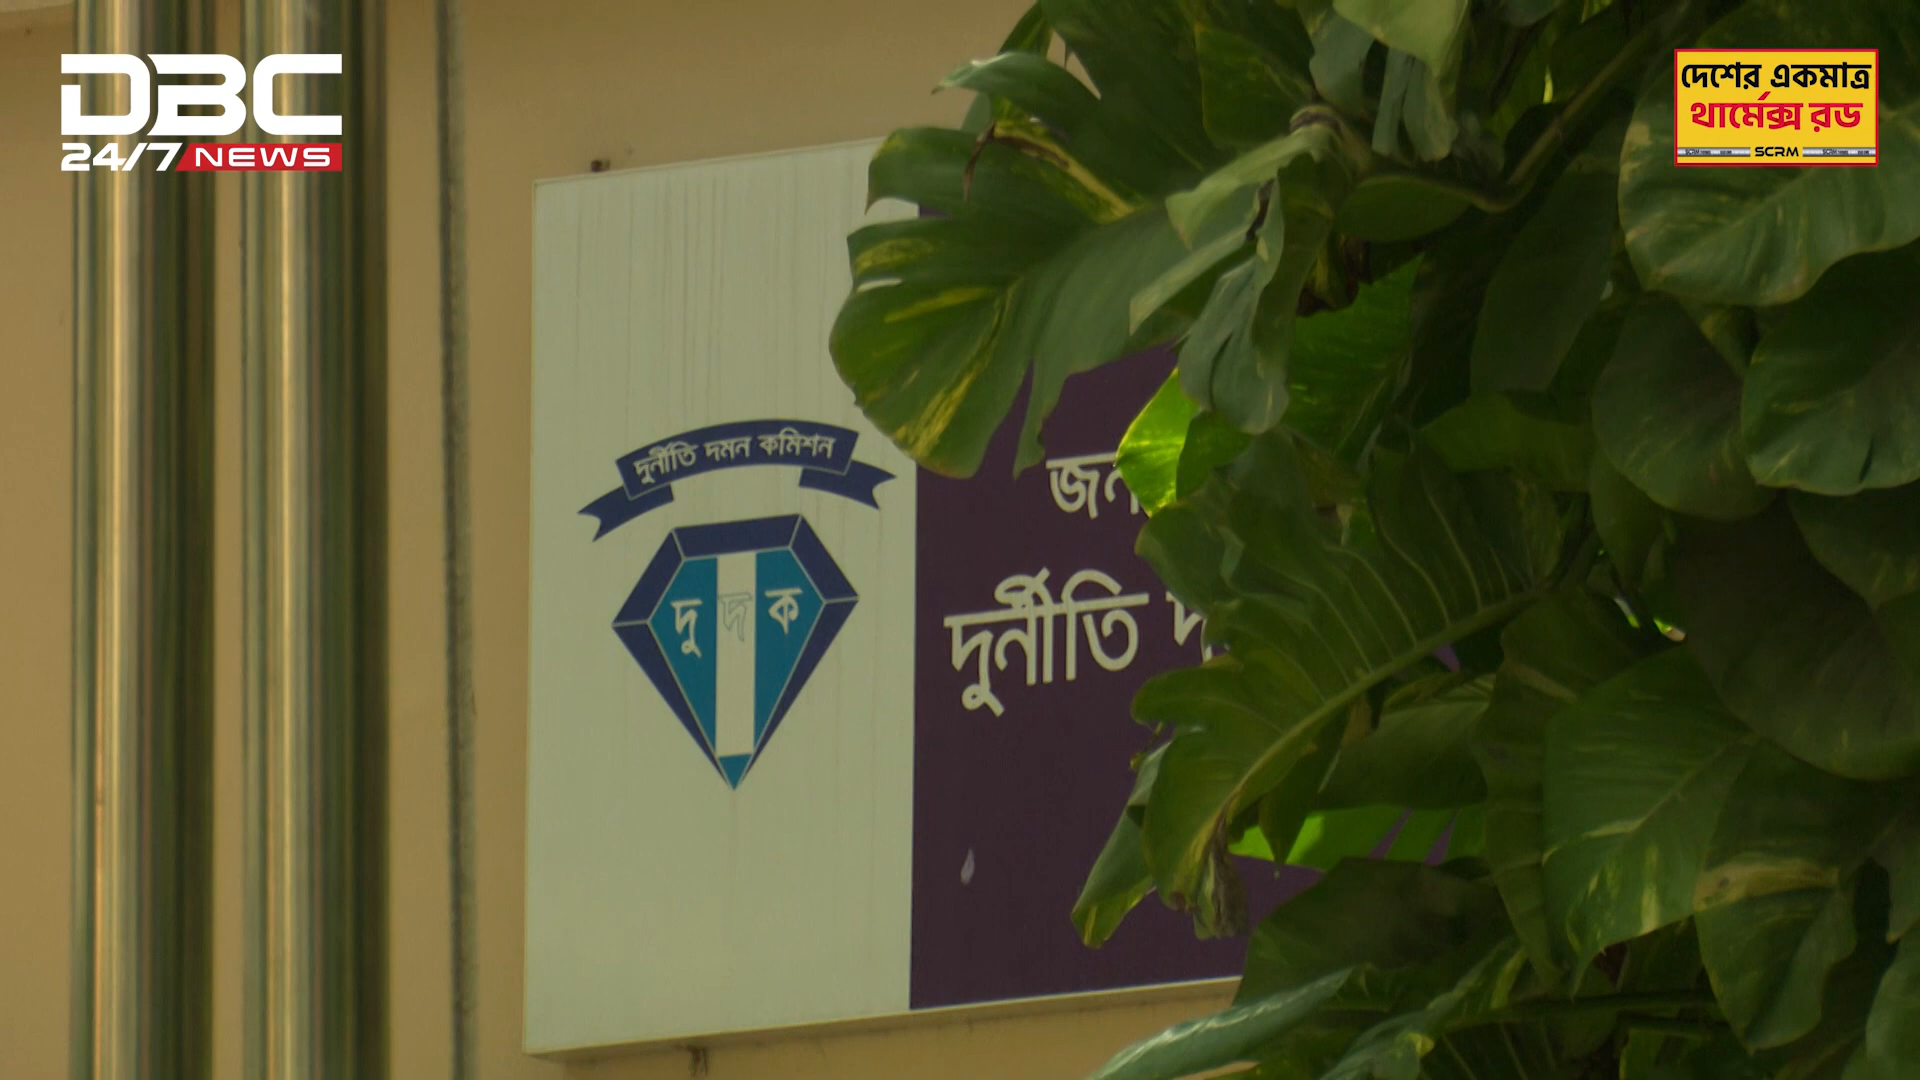 DBC
24/7 NEWS
দেশের একমাত্র
থার্মেক্স রড
SCRM
দুর্নীতি দমন কমিশন
দু দ ক
দুর্নীতি